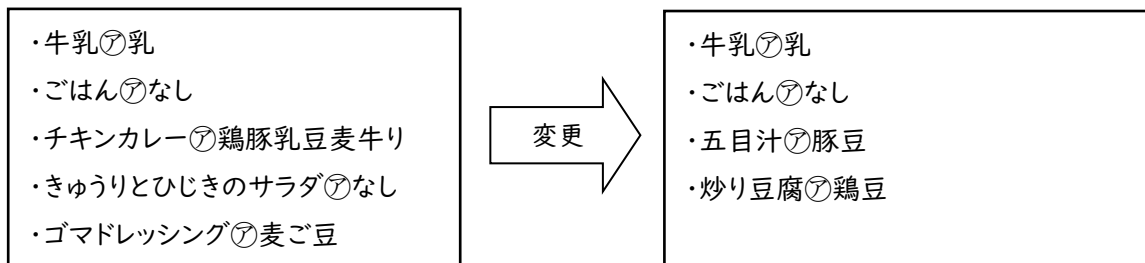 ・牛乳㋐乳
・ごはん㋐なし
・チキンカレー㋐鶏豚乳豆麦牛り
・きゅうりとひじきのサラダ㋐なし
・ゴマドレッシング㋐麦ご豆
変更
・牛乳㋐乳
・ごはん㋐なし
・五目汁㋐豚豆
・炒り豆腐㋐鶏豆